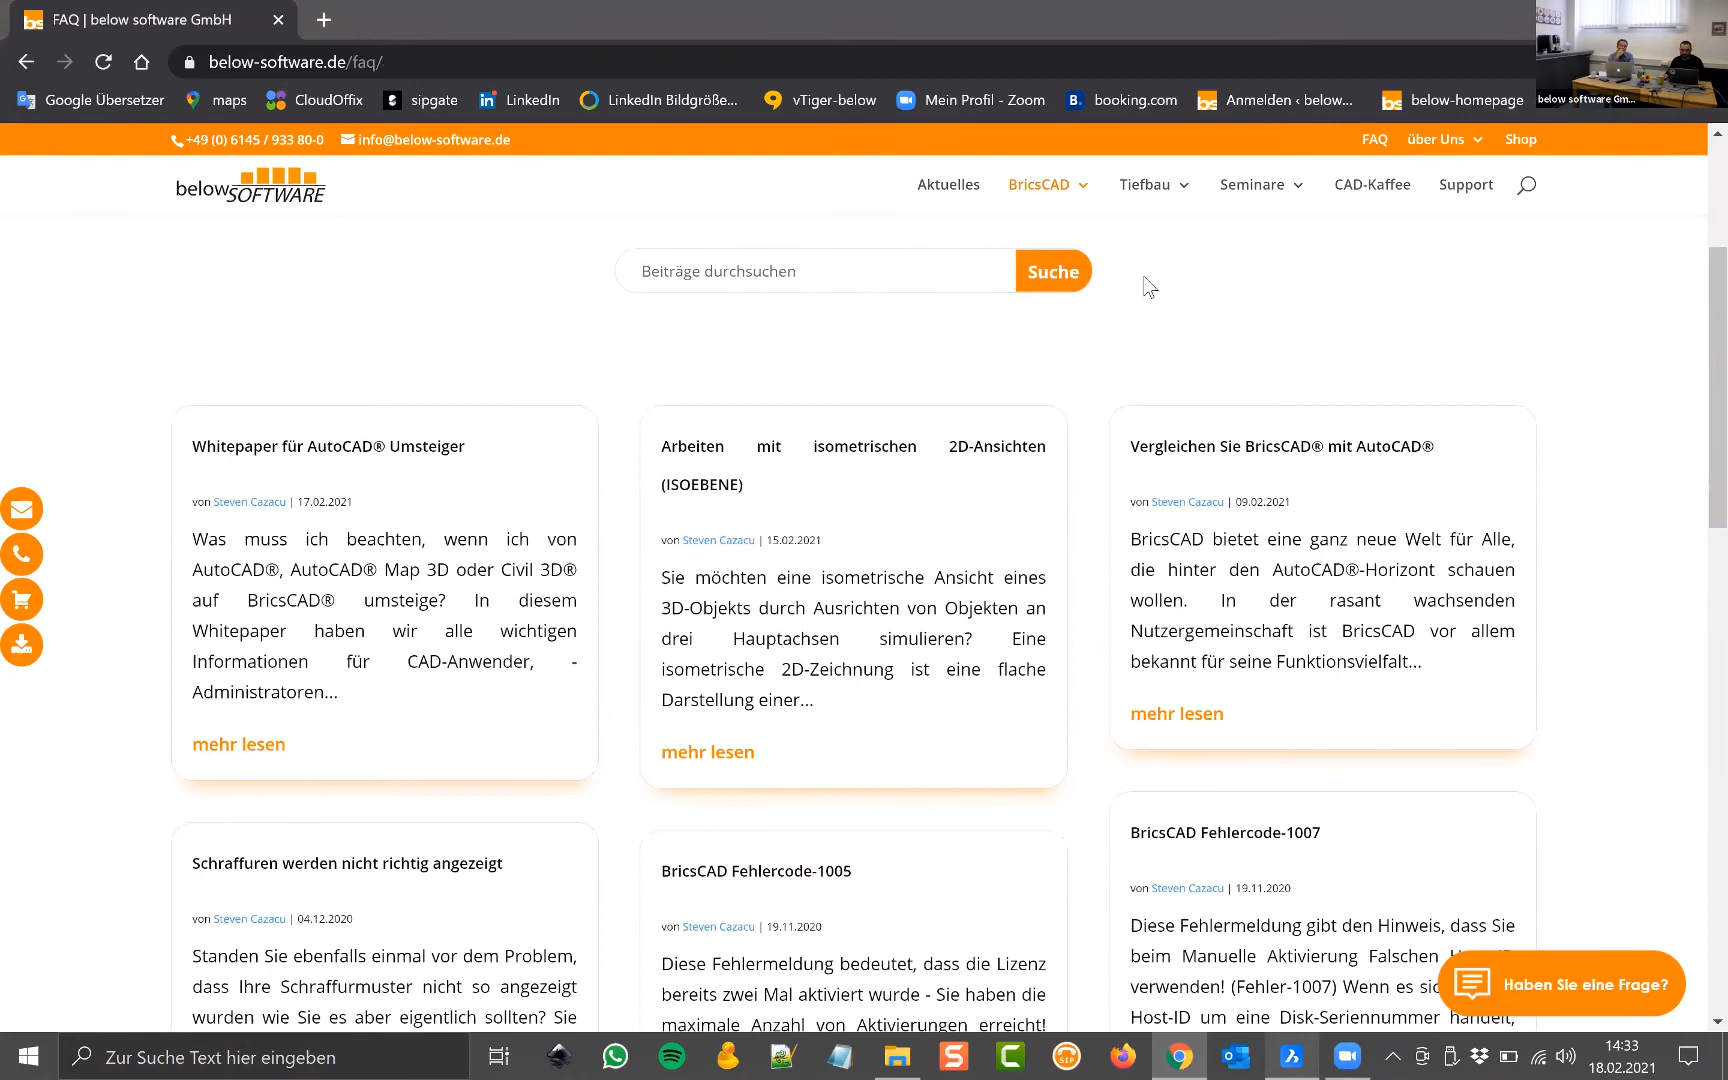 FAQ | below software GmbH
below-software.de/faq/
Google Übersetzer
maps
CloudOffix
sipgate
LinkedIn
LinkedIn Bildgröße...
vTiger-below
Mein Profil - Zoom
booking.com
Anmelden ‹ below...
below-homepage
below software Gm...
+49 (0) 6145 / 933 80-0
info@below-software.de
FAQ
über Uns
Shop
belowSOFTWARE
Aktuelles
BricsCAD
Tiefbau
Seminare
CAD-Kaffee
Support
Beiträge durchsuchen
Suche
Whitepaper für AutoCAD® Umsteiger
von Steven Cazacu | 17.02.2021
Was muss ich beachten, wenn ich von
AutoCAD®, AutoCAD® Map 3D oder Civil 3D®
auf BricsCAD® umsteige? In diesem
Whitepaper haben wir alle wichtigen
Informationen für CAD-Anwender, -
Administratoren...
mehr lesen
Arbeiten mit isometrischen 2D-Ansichten
(ISOEBENE)
von Steven Cazacu | 15.02.2021
Sie möchten eine isometrische Ansicht eines
3D-Objekts durch Ausrichten von Objekten an
drei Hauptachsen simulieren? Eine
isometrische 2D-Zeichnung ist eine flache
Darstellung einer...
mehr lesen
Vergleichen Sie BricsCAD® mit AutoCAD®
von Steven Cazacu | 09.02.2021
BricsCAD bietet eine ganz neue Welt für Alle,
die hinter den AutoCAD®-Horizont schauen
wollen. In der rasant wachsenden
Nutzergemeinschaft ist BricsCAD vor allem
bekannt für seine Funktionsvielfalt...
mehr lesen
Schraffuren werden nicht richtig angezeigt
von Steven Cazacu | 04.12.2020
Standen Sie ebenfalls einmal vor dem Problem,
dass Ihre Schraffurmuster nicht so angezeigt
wurden wie Sie es aber eigentlich sollten? Sie
BricsCAD Fehlercode-1005
von Steven Cazacu | 19.11.2020
Diese Fehlermeldung bedeutet, dass die Lizenz
bereits zwei Mal aktiviert wurde - Sie haben die
maximale Anzahl von Aktivierungen erreicht!
BricsCAD Fehlercode-1007
von Steven Cazacu | 19.11.2020
Diese Fehlermeldung gibt den Hinweis, dass Sie
beim Manuelle Aktivierung Falschen
verwenden! (Fehler-1007) Wenn es
Host-ID um eine Disk-Seriennummer handelt,
Haben Sie eine Frage?
Zur Suche Text hier eingeben
14:33
18.02.2021